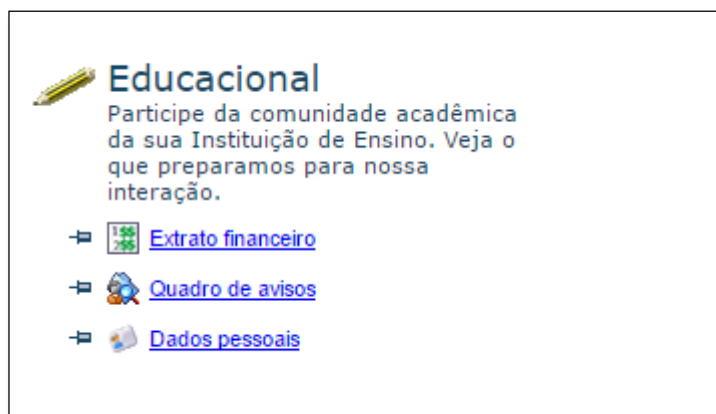 Educacional
Participe da comunidade acadêmica
da sua Instituição de Ensino. Veja o
que preparamos para nossa
interação.
Extrato financeiro
Quadro de avisos
Dados pessoais